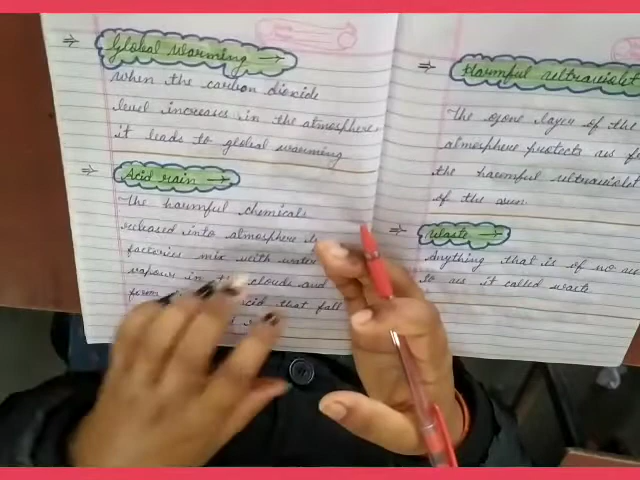 ⇒ Global Warming →
When the carbon dioxide
level increases in the atmosphere,
it leads to global warming
⇒ Acid rain →
The harmful chemicals
released into atmosphere
factories mix with water
vapours in clouds and
form acid that fall
⇒ Harmful ultraviolet
The ozone layer of the
atmosphere protects us
the harmful ultraviolet
of the sun
⇒ Waste →
Anything that is of no
to us it called waste.